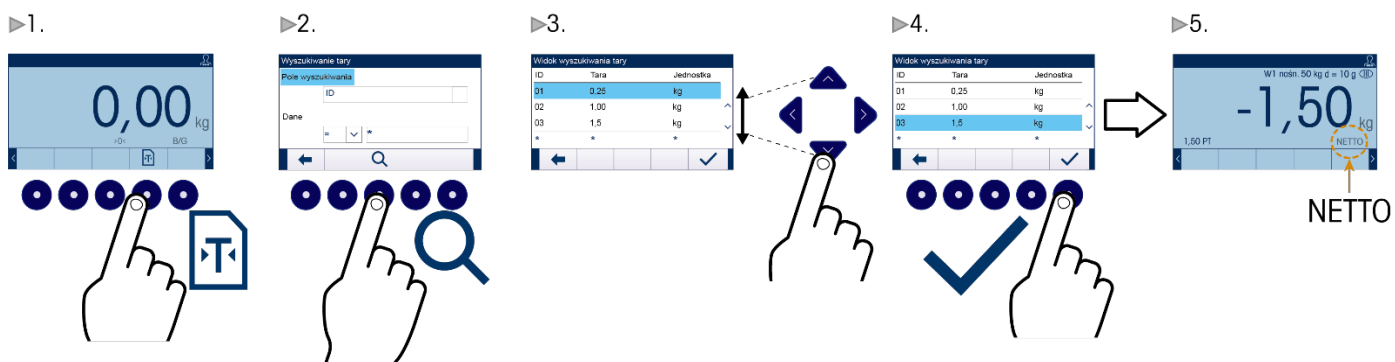 1.
0,00 kg
>0< B/G
T
2.
Wyszukiwanie tary
Pole wyszukiwania
ID
Dane
= *
3.
Widok wyszukiwania tary
ID Tara Jednostka
01 0,25 kg
02 1,00 kg
03 1,5 kg
* * *
4.
Widok wyszukiwania tary
ID Tara Jednostka
01 0,25 kg
02 1,00 kg
03 1,5 kg
* * *
5.
W1 nośn. 50 kg d = 10 g III
-1,50 kg
1,50 PT NETTO
NETTO
T